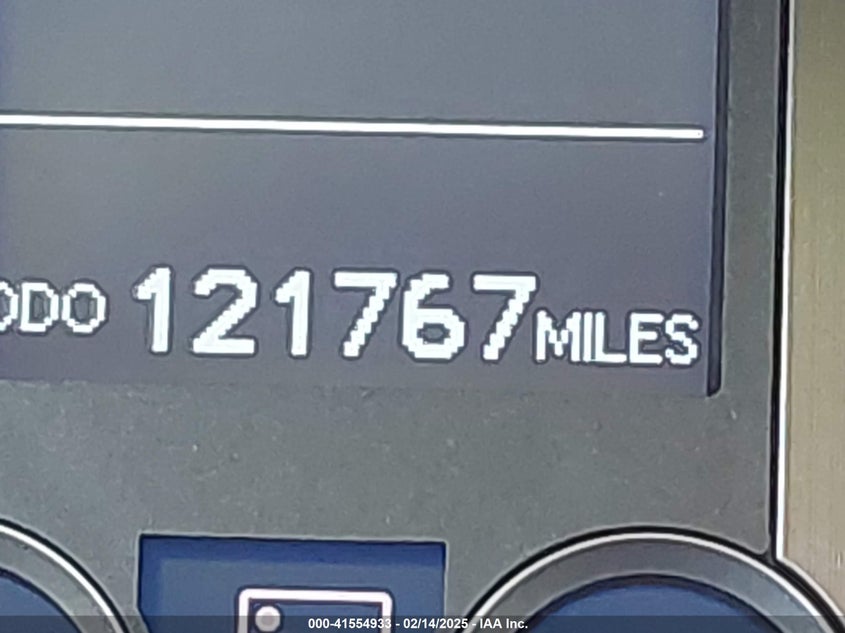 ODO 121767 MILES
000-41554933 - 02/14/2025 - IAA Inc.